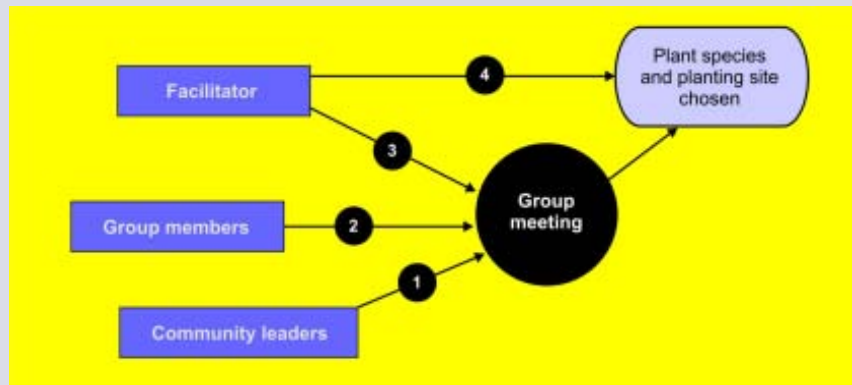 Plant species
and planting site
chosen
4
Facilitator
3
Group
meeting
Group members
2
1
Community leaders